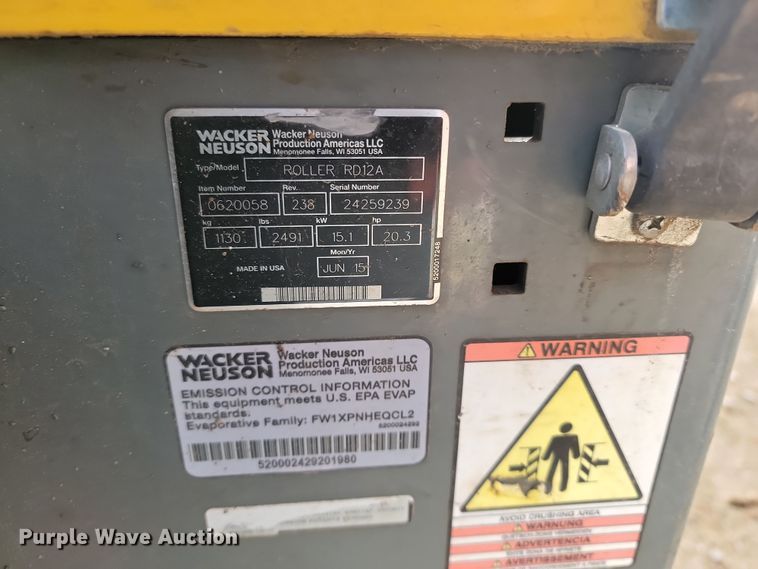 WACKER NEUSON
Wacker Neuson
Production Americas LLC
Menomonee Falls, WI 53051 USA
Type/Model ROLLER RD12A
Item Number Rev. Serial Number
0620058 238 24259239
kg lbs kW hp
1130 2491 15.1 20.3
Mon/Yr
MADE IN USA JUN 15
5200017248
WACKER NEUSON
Wacker Neuson
Production Americas LLC
Menomonee Falls, WI 53051 USA
EMISSION CONTROL INFORMATION
This equipment meets U.S. EPA EVAP
standards.
Evaporative Family: FW1XPNHEQCL2
5200024292
520002429201980
WARNING
AVOID CRUSHING AREA
WARNUNG
ADVERTENCIA
AVERTISSEMENT
Purple Wave Auction